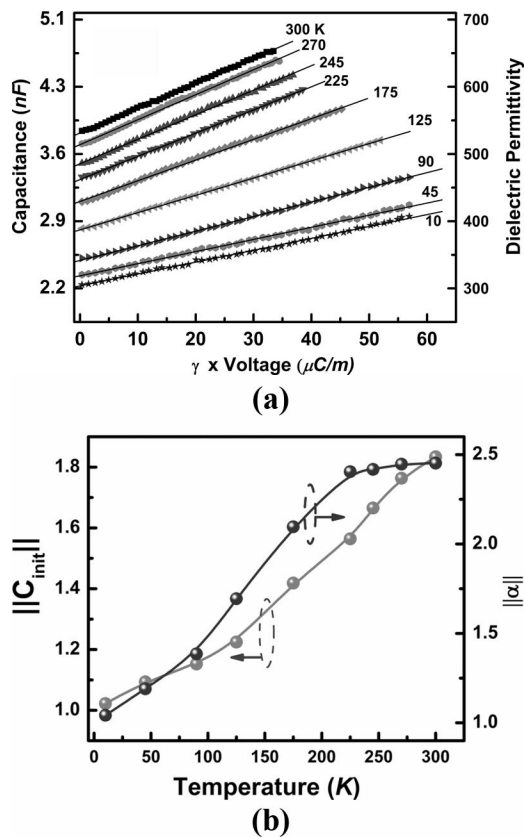 5.1
4.3
3.6
2.9
2.2
Capacitance (nF)
700
600
500
400
300
Dielectric Permittivity
300 K
270
245
225
175
125
90
45
10
0 10 20 30 40 50 60
γ x Voltage (μC/m)
(a)
1.8
1.6
1.4
1.2
1.0
||C_init||
2.5
2.0
1.5
1.0
||α||
0 50 100 150 200 250 300
Temperature (K)
(b)